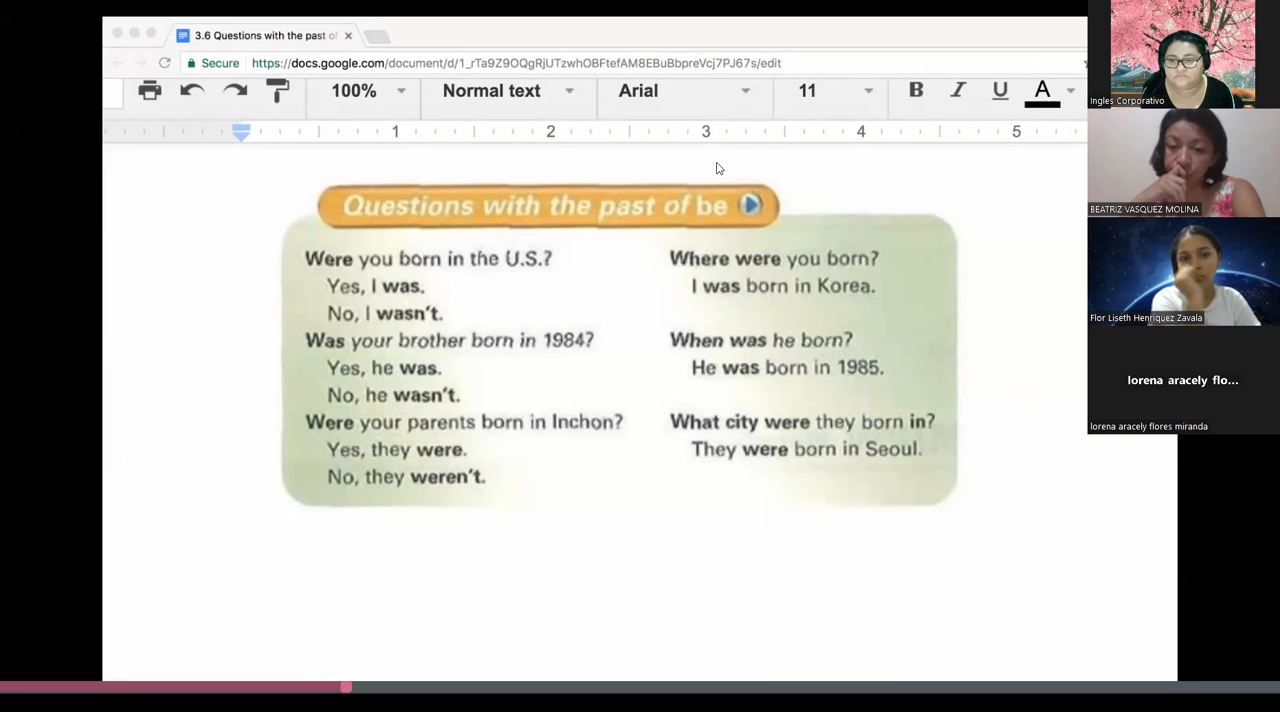 3.6 Questions with the past of
Secure
https://docs.google.com/document/d/1_rTa9Z9OQgRjUTzwhOBFtefAM8EBuBbpreVcj7PJ67s/edit
100%
Normal text
Arial
11
B
I
U
A
1
2
3
4
5
Questions with the past of be
Were you born in the U.S.?
Yes, I was.
No, I wasn't.
Was your brother born in 1984?
Yes, he was.
No, he wasn't.
Were your parents born in Inchon?
Yes, they were.
No, they weren't.
Where were you born?
I was born in Korea.
When was he born?
He was born in 1985.
What city were they born in?
They were born in Seoul.
Ingles Corporativo
BEATRIZ VASQUEZ MOLINA
Flor Liseth Henriquez Zavala
lorena aracely flo...
lorena aracely flores miranda